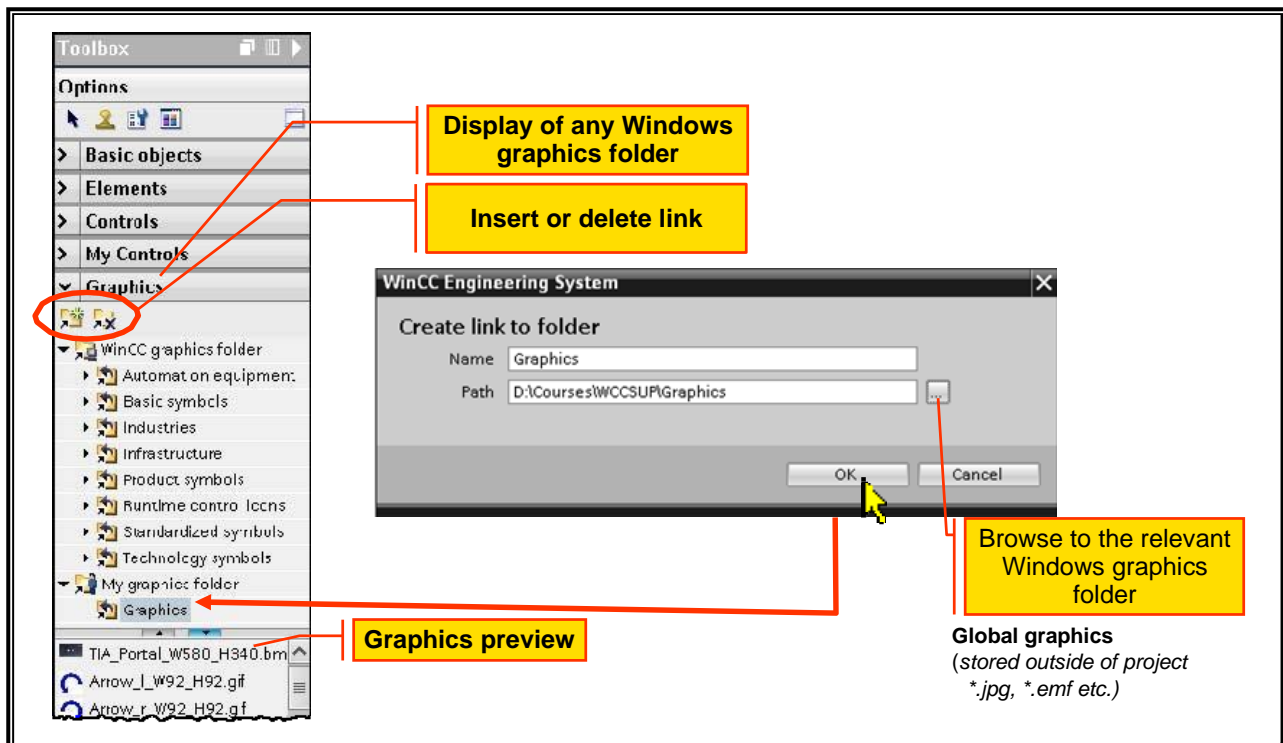 Toolbox
Options
Basic objects
Elements
Controls
My Controls
Graphics
WinCC graphics folder
Automation equipment
Basic symbols
Industries
Infrastructure
Product symbols
Runtime control Icons
Standardized symbols
Technology symbols
My graphics folder
Graphics
TIA_Portal_W580_H340.bm
Arrow_l_W92_H92.gif
Arrow_r_W92_H92.gif
Display of any Windows
graphics folder
Insert or delete link
WinCC Engineering System
Create link to folder
Name Graphics
Path D:\Courses\WCCSUP\Graphics
...
OK
Cancel
Browse to the relevant
Windows graphics
folder
Graphics preview
Global graphics
(stored outside of project
*.jpg, *.emf etc.)